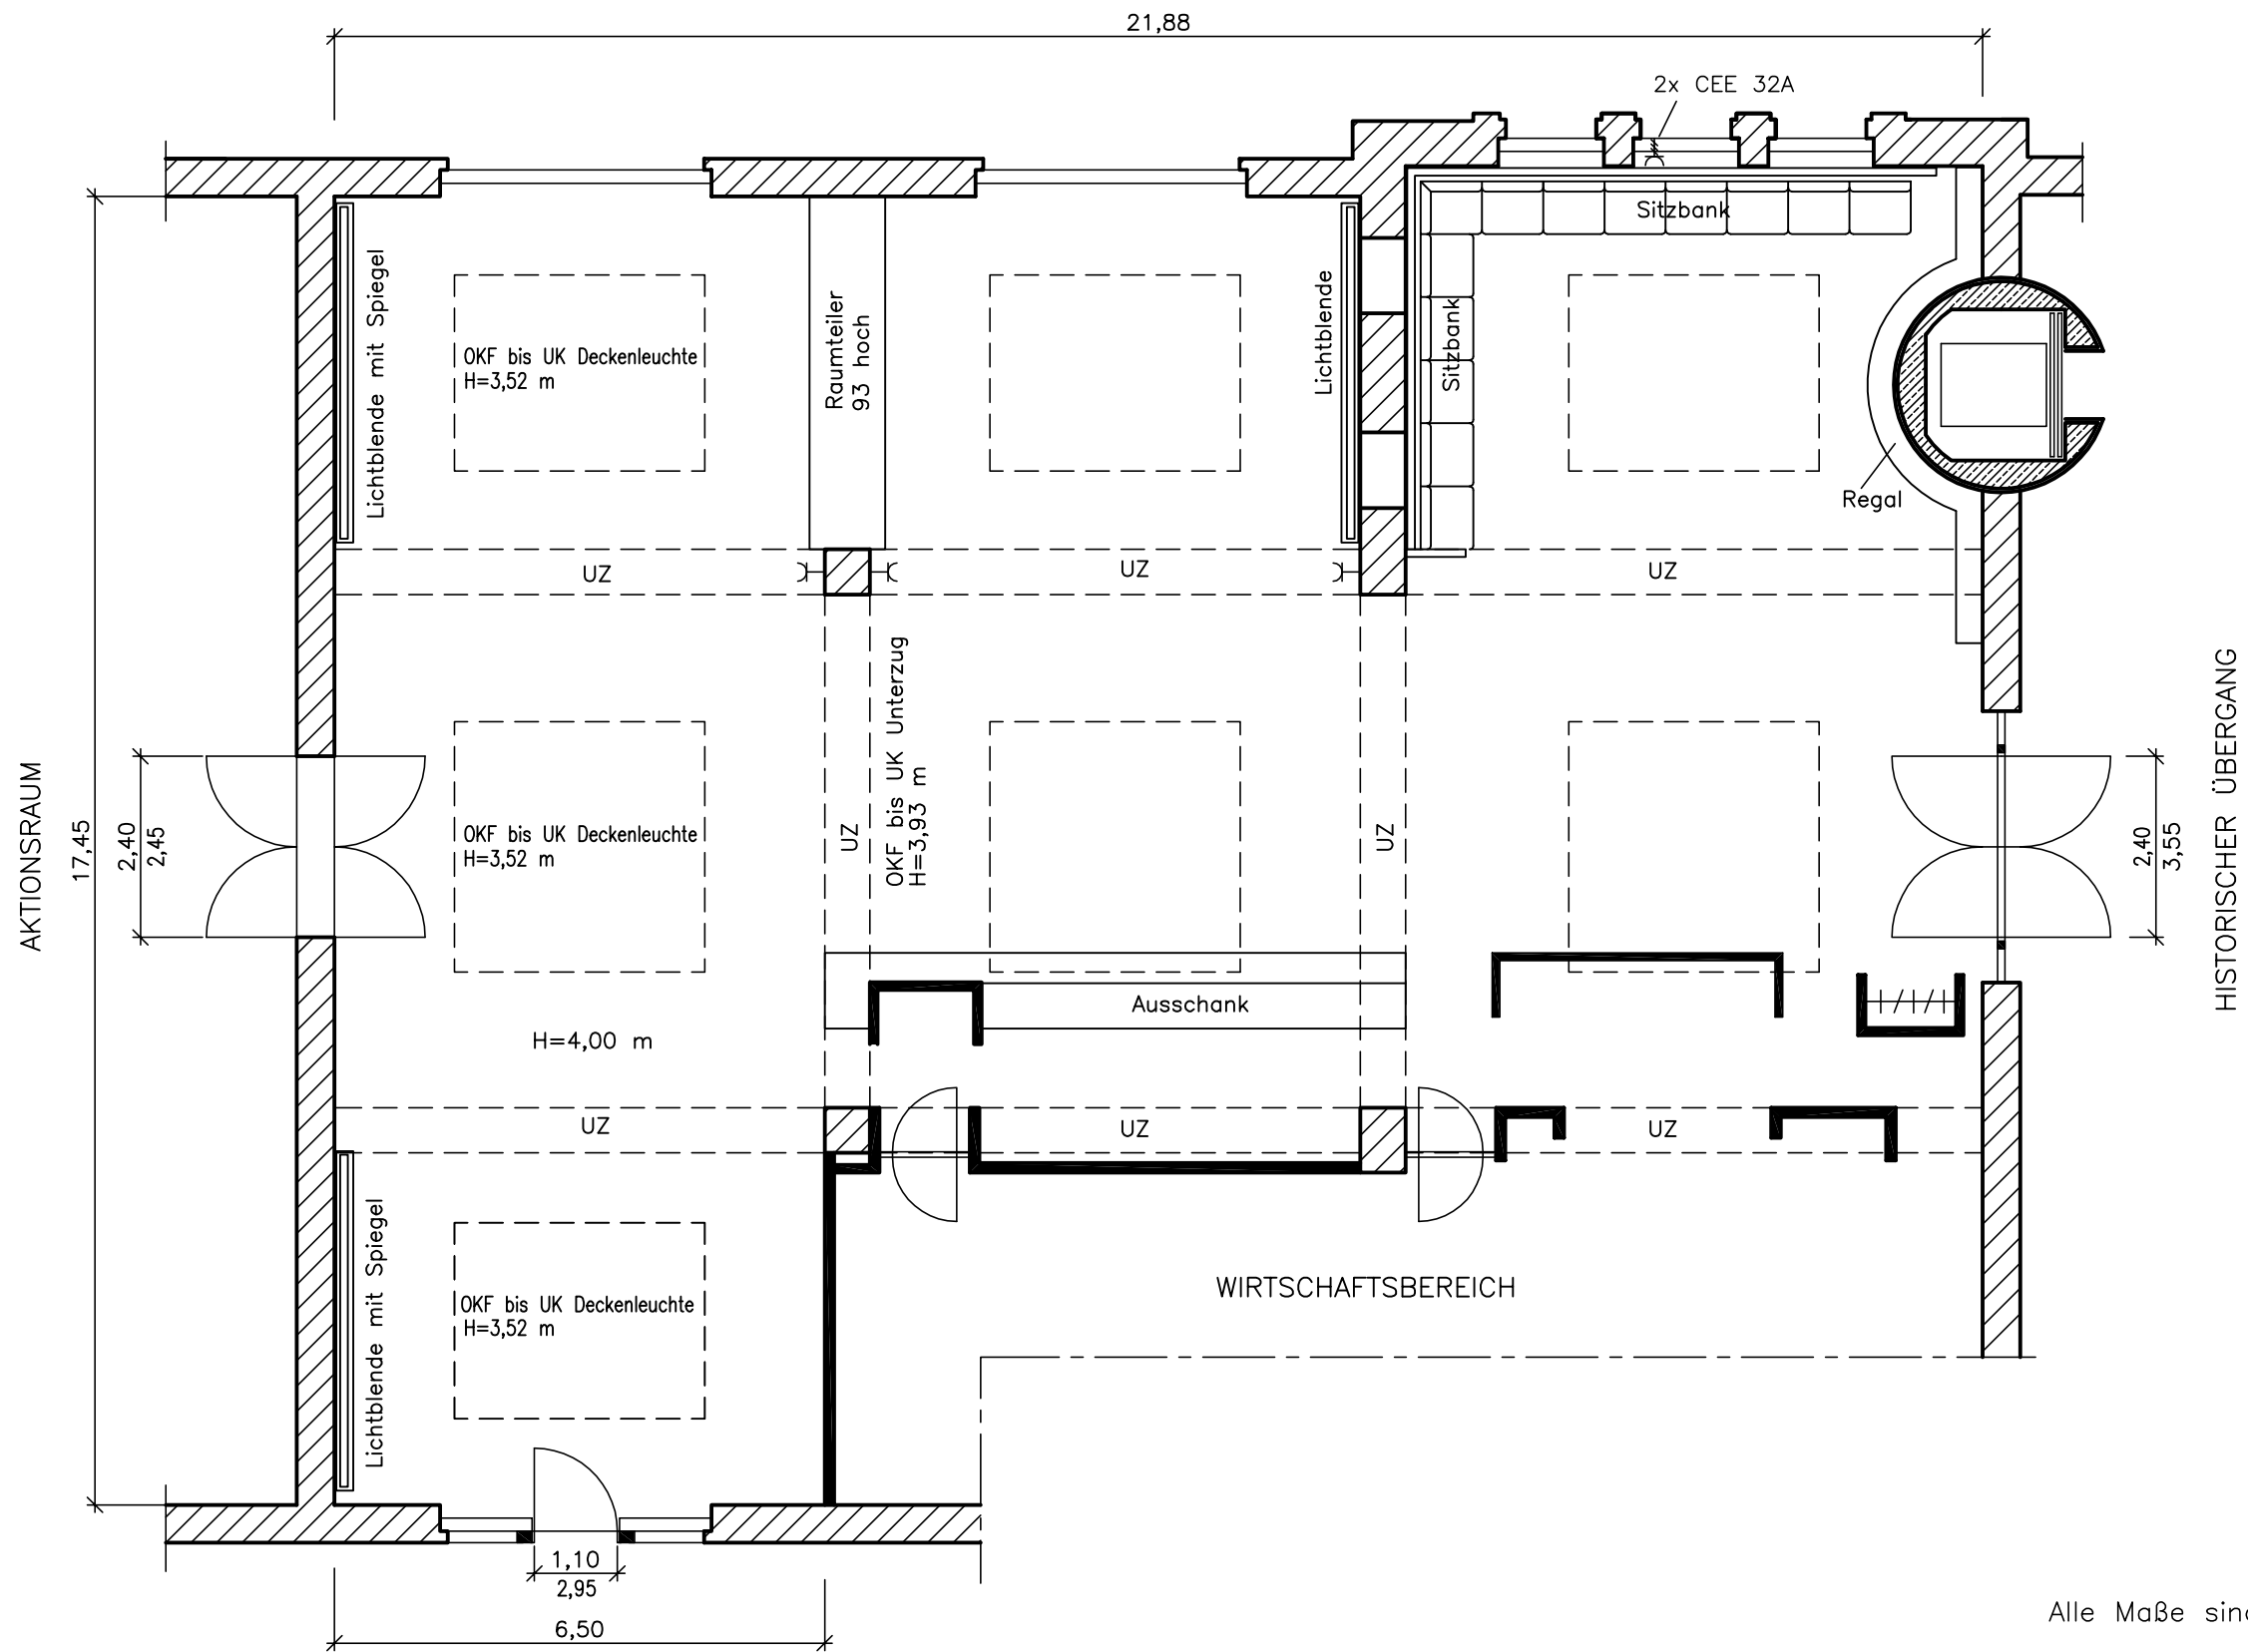 21,88
2x CEE 32A
Sitzbank
Lichtblende mit Spiegel
OKF bis UK Deckenleuchte
H=3,52 m
Raumteiler
93 hoch
Lichtblende
Sitzbank
Regal
UZ
UZ
UZ
OKF bis UK Unterzug
H=3,93 m
AKTIONSRAUM
17,45
2,40
2,45
OKF bis UK Deckenleuchte
H=3,52 m
UZ
UZ
2,40
3,55
HISTORISCHER ÜBERGANG
Ausschank
H=4,00 m
UZ
UZ
UZ
Lichtblende mit Spiegel
OKF bis UK Deckenleuchte
H=3,52 m
WIRTSCHAFTSBEREICH
1,10
2,95
6,50
Alle Maße